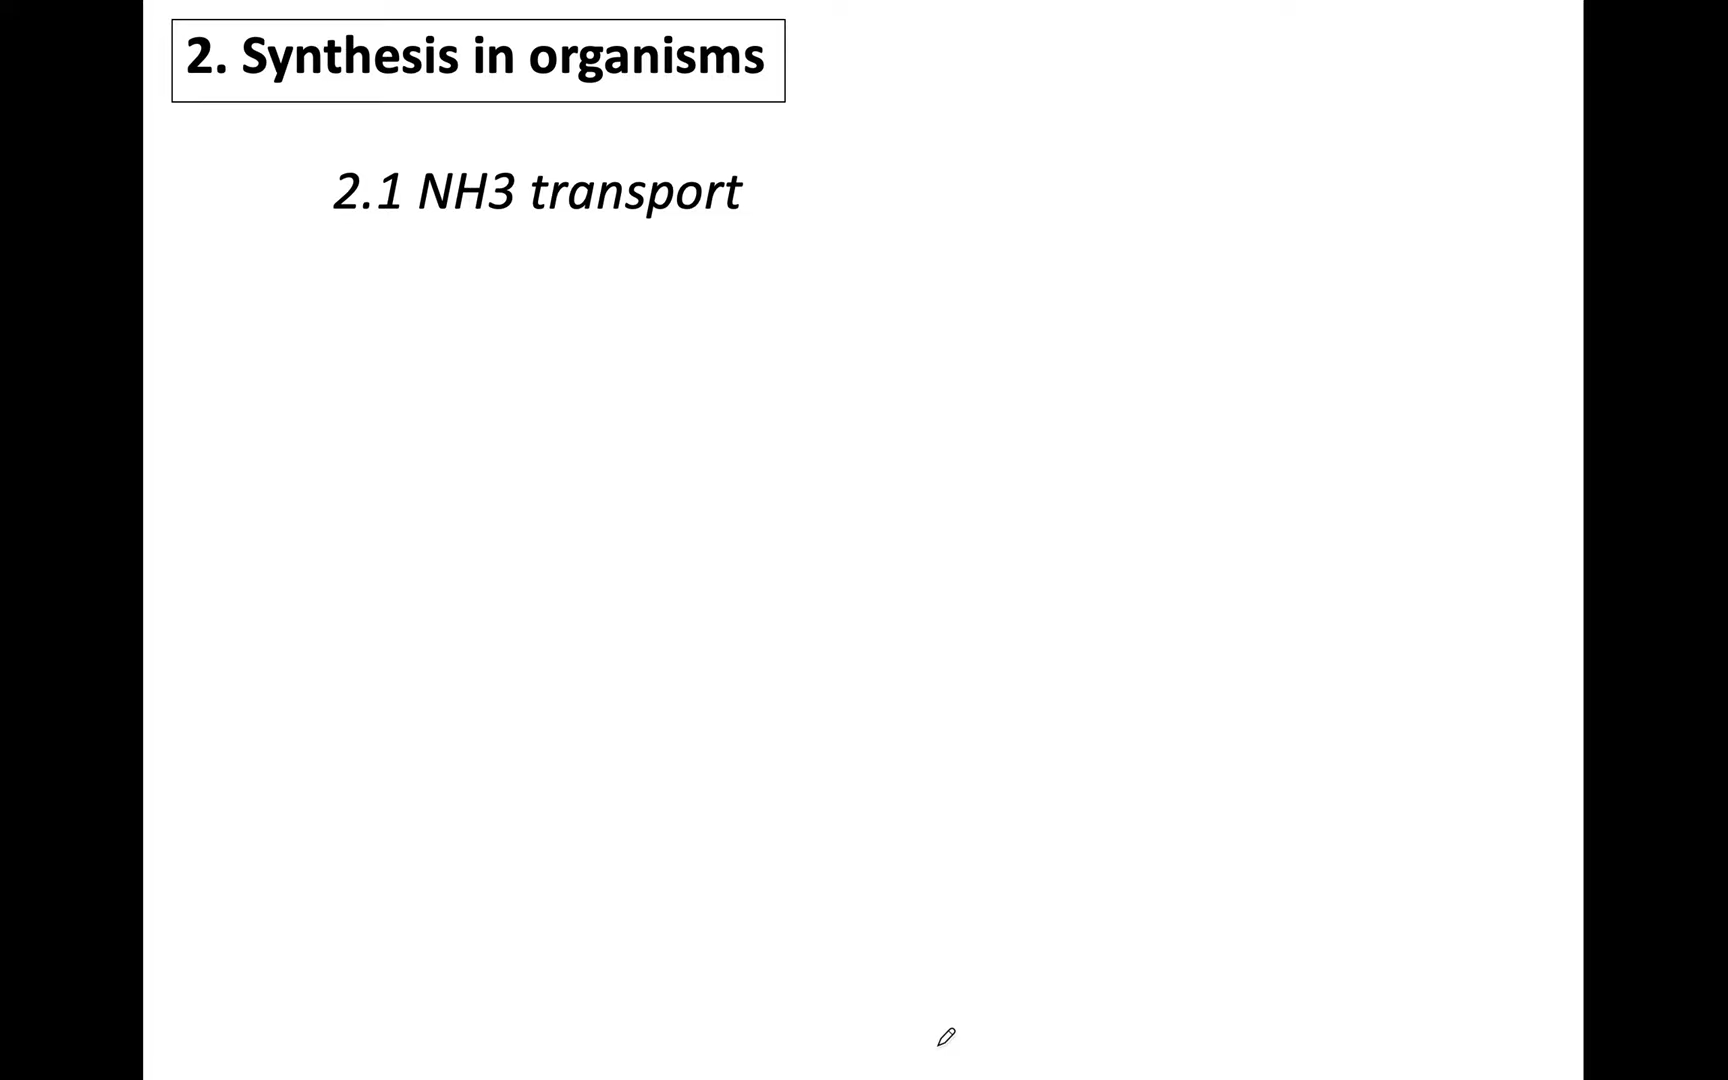 2. Synthesis in organisms
2.1 NH3 transport